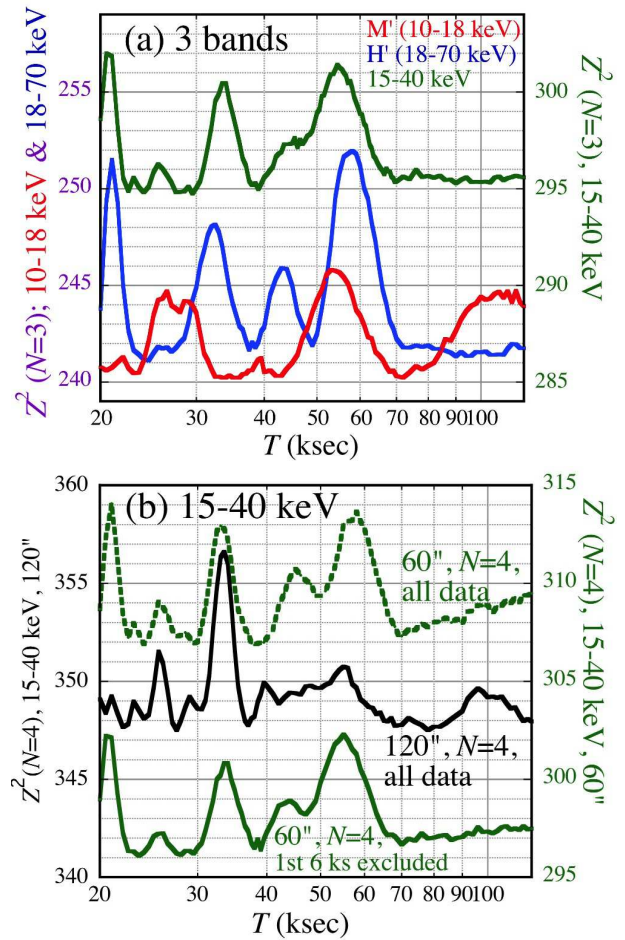 (a) 3 bands
M' (10-18 keV)
H' (18-70 keV)
15-40 keV
Z² (N=3); 10-18 keV & 18-70 keV
255
250
245
240
Z² (N=3), 15-40 keV
300
295
290
285
20 30 40 50 60 70 80 90 100
T (ksec)
(b) 15-40 keV
Z² (N=4), 15-40 keV, 120"
360
355
350
345
340
Z² (N=4), 15-40 keV, 60"
315
310
305
300
295
60", N=4,
all data
120", N=4,
all data
60", N=4,
1st 6 ks excluded
20 30 40 50 60 70 80 90 100
T (ksec)